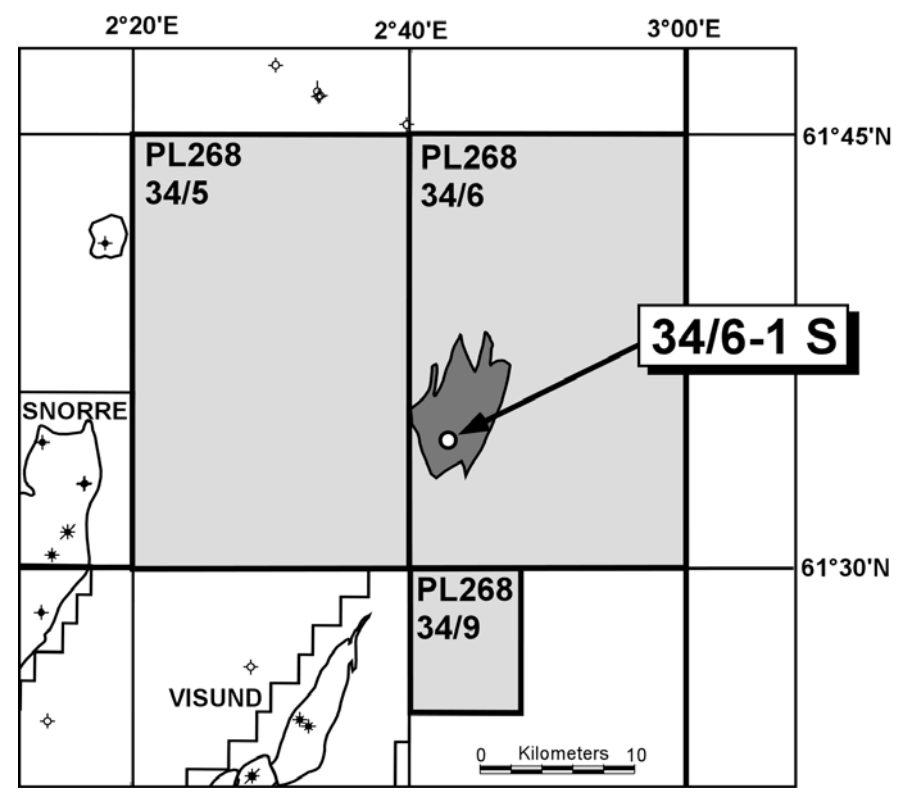 2°20'E
2°40'E
3°00'E
61°45'N
PL268
34/5
PL268
34/6
34/6-1 S
SNORRE
61°30'N
PL268
34/9
VISUND
0 Kilometers 10